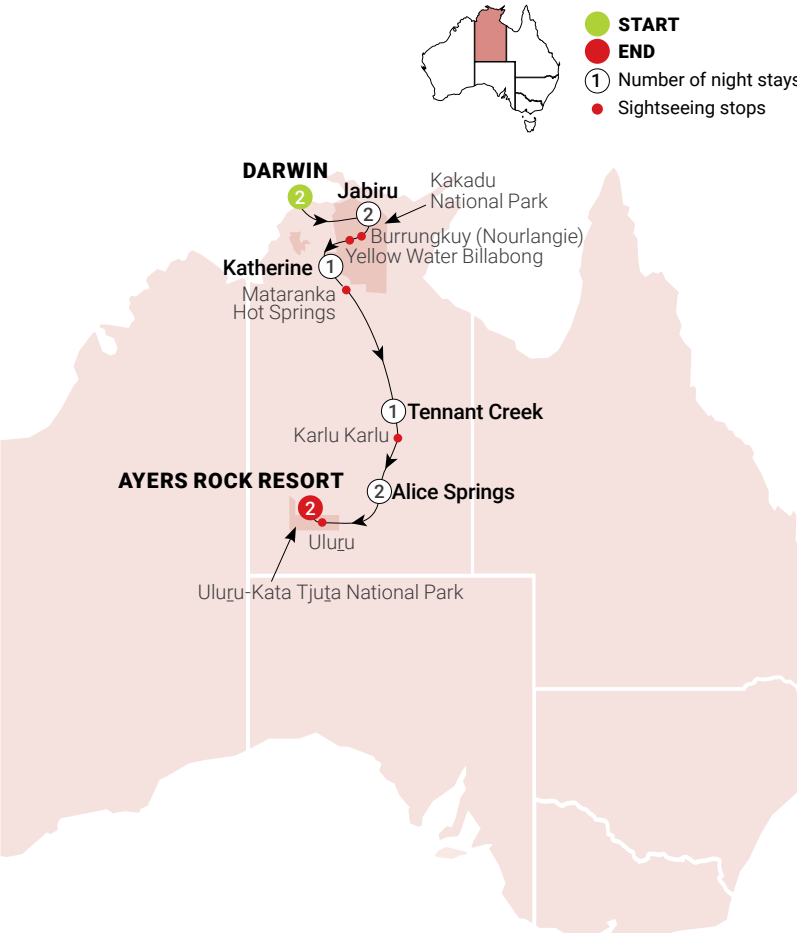 START
END
1 Number of night stays
Sightseeing stops
DARWIN
2
Jabiru
2
Kakadu
National Park
Burrungkuy (Nourlangie)
Yellow Water Billabong
Katherine 1
Mataranka
Hot Springs
1 Tennant Creek
Karlu Karlu
AYERS ROCK RESORT
2
2 Alice Springs
Uluṟu
Uluṟu-Kata Tjuṯa National Park